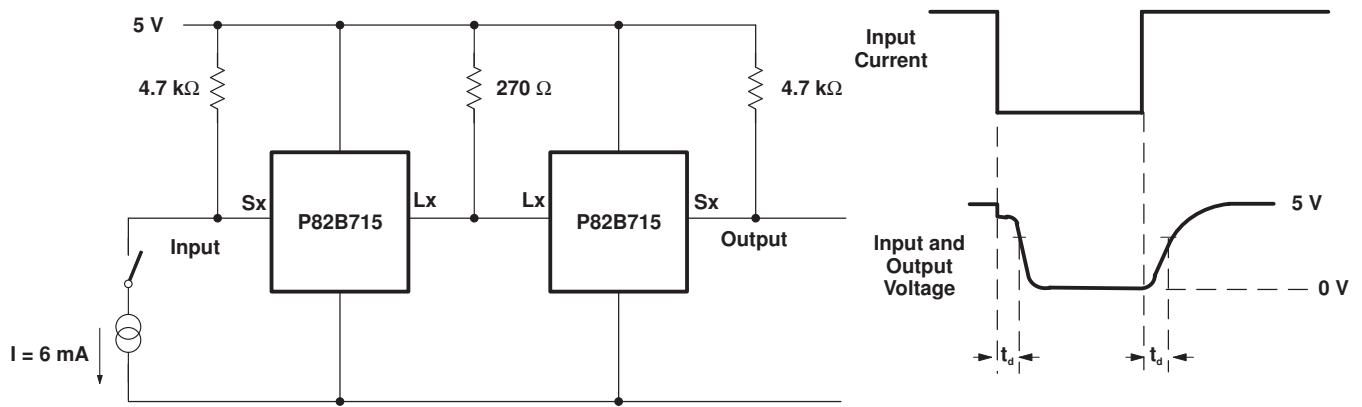 5 V
4.7 kΩ
270 Ω
4.7 kΩ
Sx
P82B715
Lx
Lx
P82B715
Sx
Input
Output
I = 6 mA
Input
Current
Input and
Output
Voltage
5 V
0 V
td
td